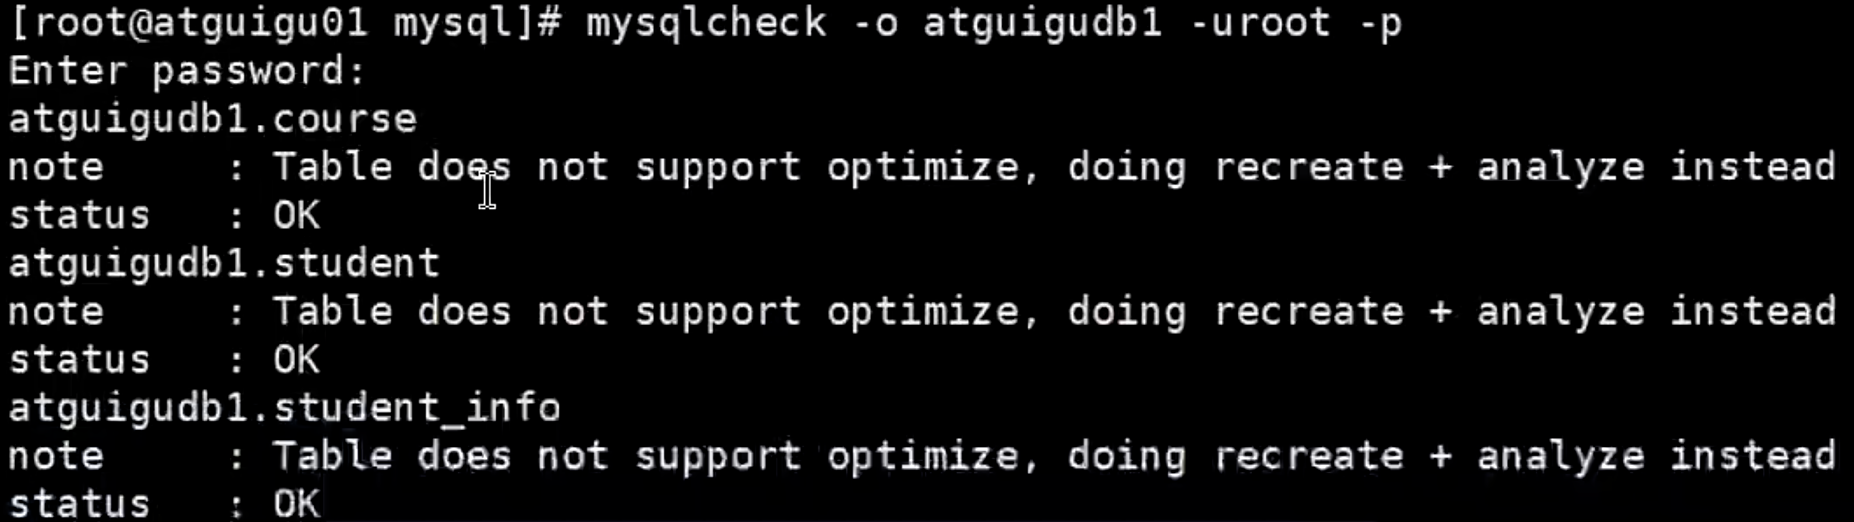 [root@atguigu01 mysql]# mysqlcheck -o atguigudb1 -uroot -p
Enter password:
atguigudb1.course
note     : Table does not support optimize, doing recreate + analyze instead
status   : OK
atguigudb1.student
note     : Table does not support optimize, doing recreate + analyze instead
status   : OK
atguigudb1.student_info
note     : Table does not support optimize, doing recreate + analyze instead
status   : OK